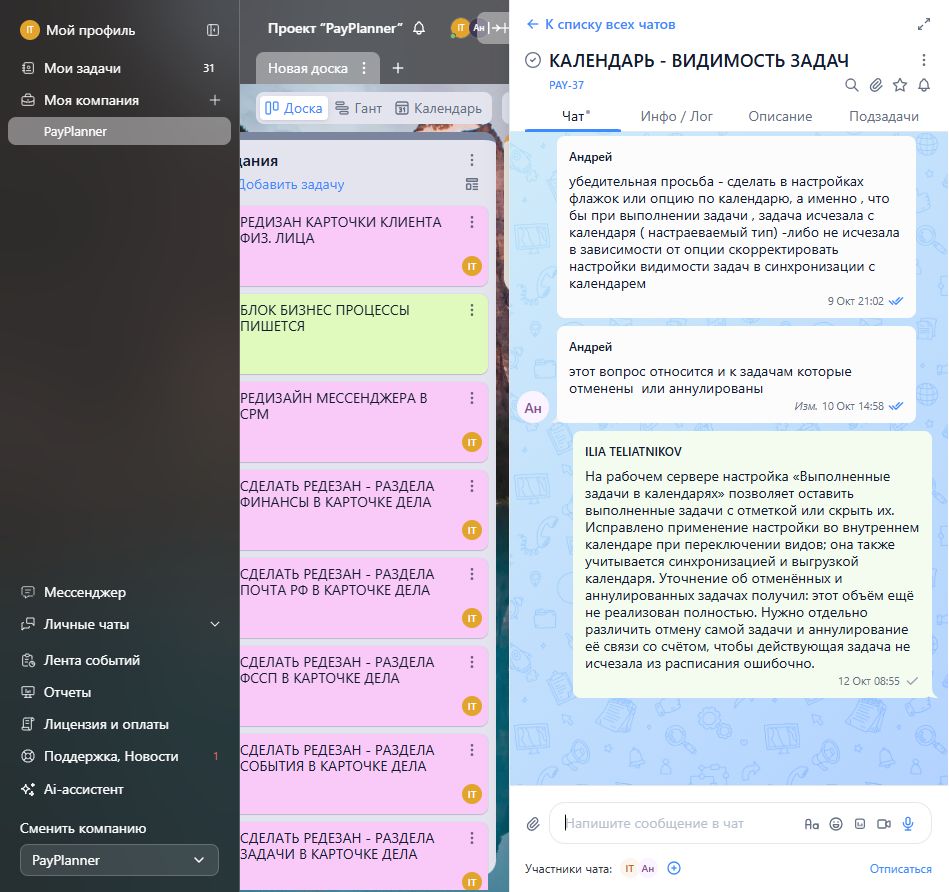 IT Мой профиль
Мои задачи 31
Моя компания
PayPlanner
Мессенджер
Личные чаты
Лента событий
Отчеты
Лицензия и оплаты
Поддержка, Новости 1
Ai-ассистент
Сменить компанию
PayPlanner
Проект “PayPlanner”
IT Ан
Новая доска
Доска Гант Календарь
дания
Добавить задачу
РЕДИЗАН КАРТОЧКИ КЛИЕНТА
ФИЗ. ЛИЦА
IT
БЛОК БИЗНЕС ПРОЦЕССЫ
ПИШЕТСЯ
РЕДИЗАЙН МЕССЕНДЖЕРА В
СРМ
IT
СДЕЛАТЬ РЕДЕЗАН - РАЗДЕЛА
ФИНАНСЫ В КАРТОЧКЕ ДЕЛА
IT
СДЕЛАТЬ РЕДЕЗАН - РАЗДЕЛА
ПОЧТА РФ В КАРТОЧКЕ ДЕЛА
IT
СДЕЛАТЬ РЕДЕЗАН - РАЗДЕЛА
ФССП В КАРТОЧКЕ ДЕЛА
IT
СДЕЛАТЬ РЕДЕЗАН - РАЗДЕЛА
СОБЫТИЯ В КАРТОЧКЕ ДЕЛА
IT
СДЕЛАТЬ РЕДЕЗАН - РАЗДЕЛА
ЗАДАЧИ В КАРТОЧКЕ ДЕЛА
IT
К списку всех чатов
КАЛЕНДАРЬ - ВИДИМОСТЬ ЗАДАЧ
PAY-37
Чат Инфо / Лог Описание Подзадачи
Андрей
убедительная просьба - сделать в настройках
флажок или опцию по календарю, а именно , что
бы при выполнении задачи , задача исчезала с
календаря ( настраеваемый тип) -либо не исчезала
в зависимости от опции скорректировать
настройки видимости задач в синхронизации с
календарем
9 Окт 21:02
Андрей
этот вопрос относится и к задачам которые
отменены или аннулированы
Изм. 10 Окт 14:58
Ан
ILIA TELIATNIKOV
На рабочем сервере настройка «Выполненные
задачи в календарях» позволяет оставить
выполненные задачи с отметкой или скрыть их.
Исправлено применение настройки во внутреннем
календаре при переключении видов; она также
учитывается синхронизацией и выгрузкой
календаря. Уточнение об отменённых и
аннулированных задачах получил: этот объём ещё
не реализован полностью. Нужно отдельно
различить отмену самой задачи и аннулирование
её связи со счётом, чтобы действующая задача не
исчезала из расписания ошибочно.
12 Окт 08:55
Напишите сообщение в чат Аа
Участники чата: IT Ан Отписаться